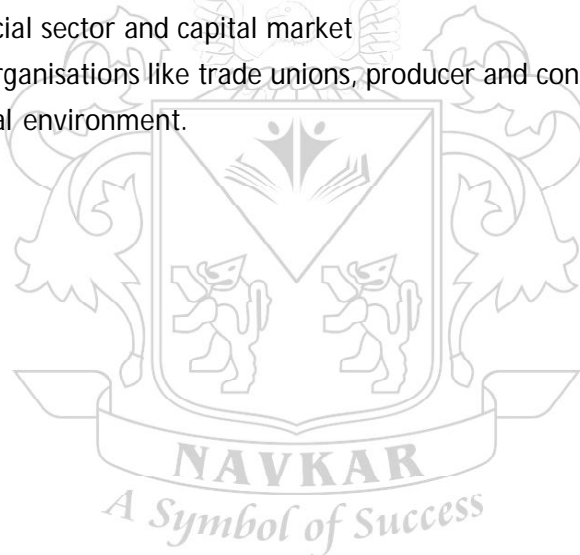 cial sector and capital market
rganisations like trade unions, producer and con
al environment.
NAVKAR
A Symbol of Success